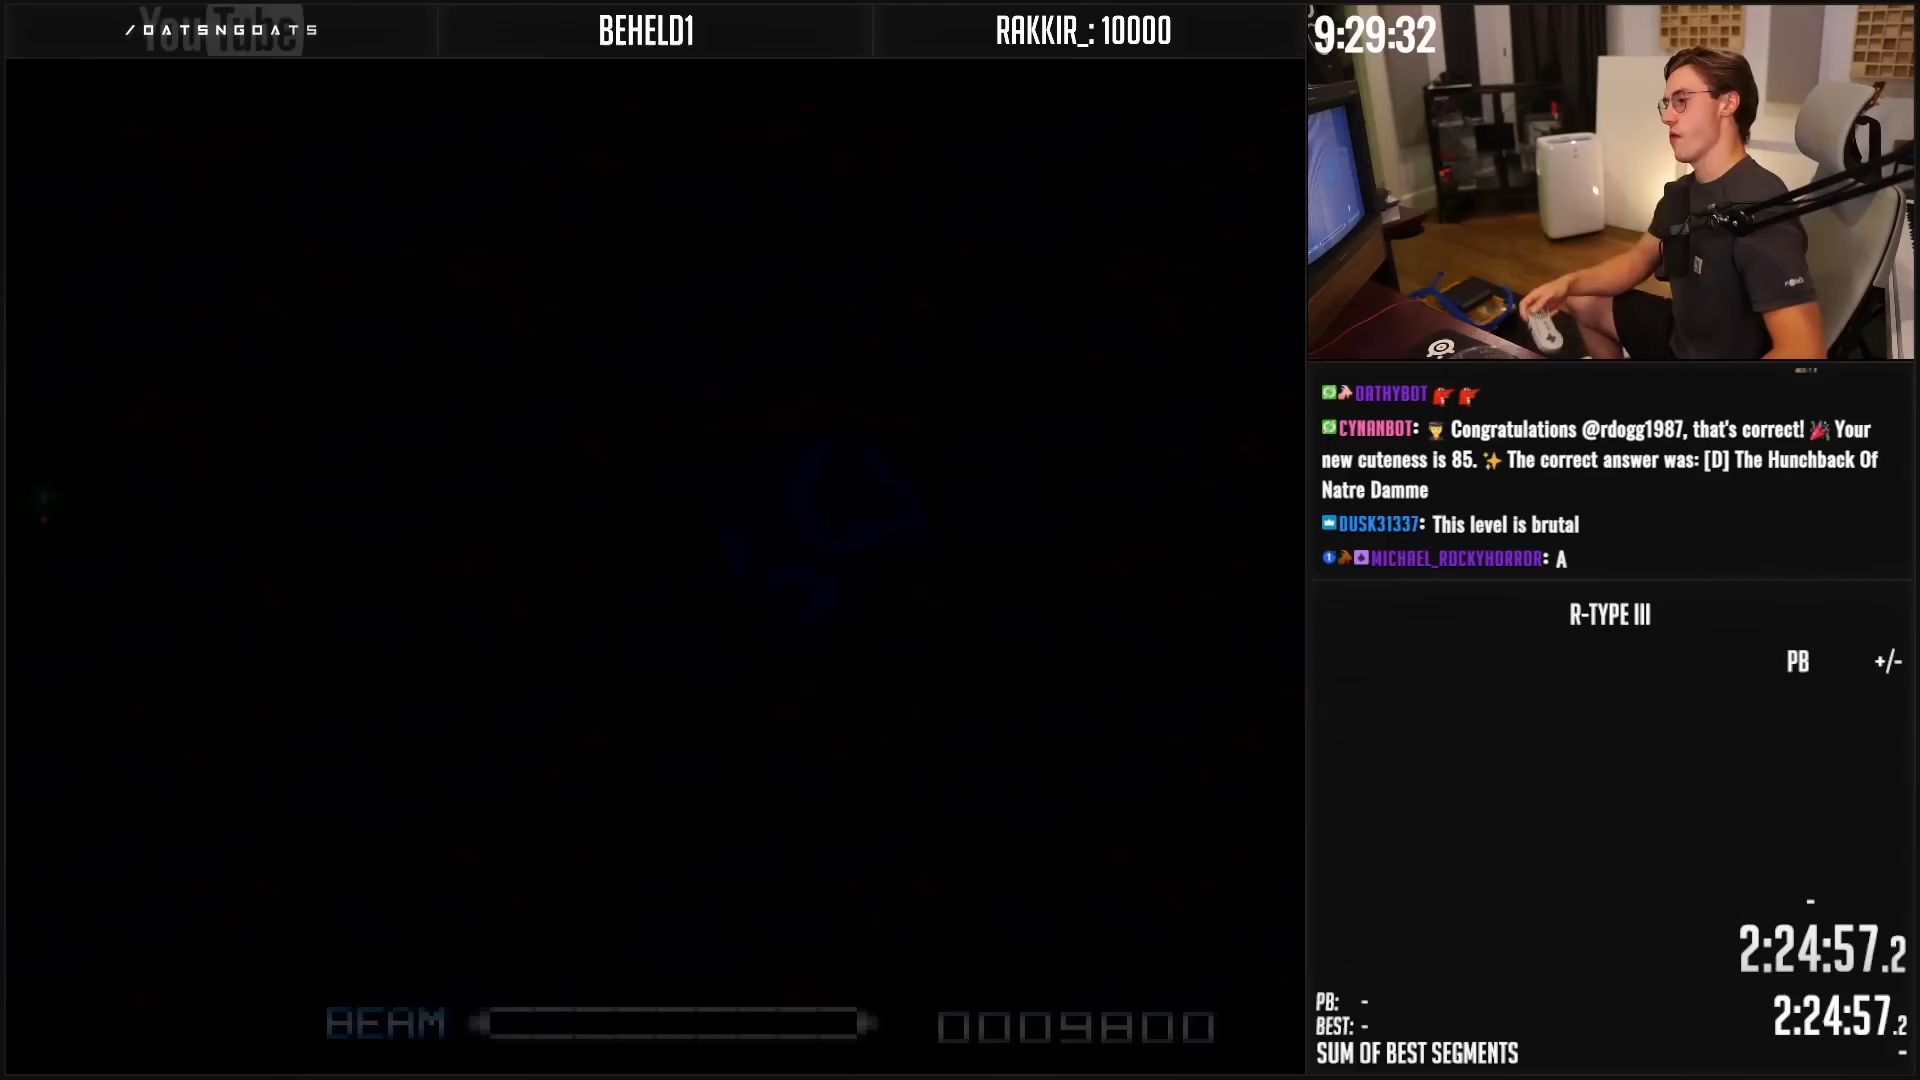 YouTube
/OATSNGOATS
BEHELD1
RAKKIR_: 10000
9:29:32
OATHYBOT
CYNANBOT: Congratulations @rdogg1987, that's correct! Your
new cuteness is 85. The correct answer was: [D] The Hunchback Of
Natre Damme
DUSK31337: This level is brutal
MICHAEL_ROCKYHORROR: A
R-TYPE III
PB +/-
-
2:24:57.2
PB: -
2:24:57.2
BEST: -
SUM OF BEST SEGMENTS -
BEAM 0009800